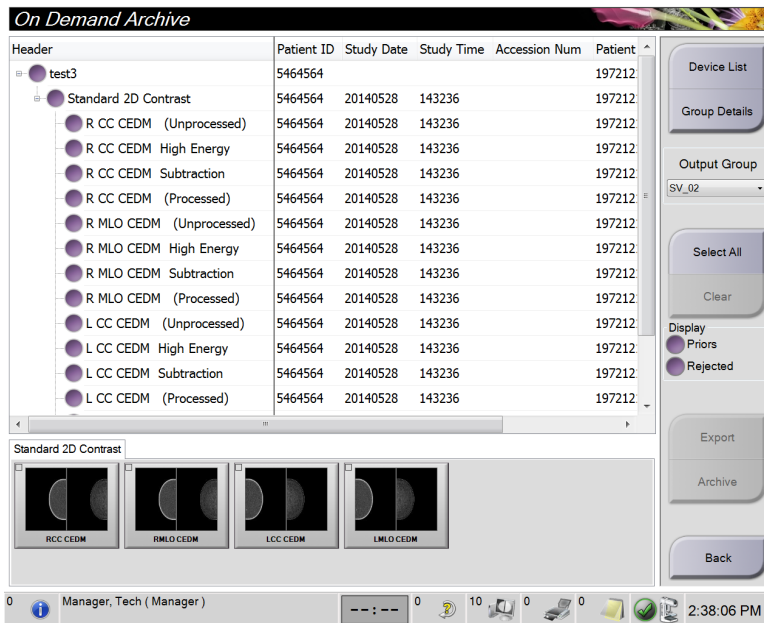 On Demand Archive
Header Patient ID Study Date Study Time Accession Num Patient
test3 5464564 197212
Standard 2D Contrast 5464564 20140528 143236 197212
R CC CEDM (Unprocessed) 5464564 20140528 143236 197212
R CC CEDM High Energy 5464564 20140528 143236 197212
R CC CEDM Subtraction 5464564 20140528 143236 197212
R CC CEDM (Processed) 5464564 20140528 143236 197212
R MLO CEDM (Unprocessed) 5464564 20140528 143236 197212
R MLO CEDM High Energy 5464564 20140528 143236 197212
R MLO CEDM Subtraction 5464564 20140528 143236 197212
R MLO CEDM (Processed) 5464564 20140528 143236 197212
L CC CEDM (Unprocessed) 5464564 20140528 143236 197212
L CC CEDM High Energy 5464564 20140528 143236 197212
L CC CEDM Subtraction 5464564 20140528 143236 197212
L CC CEDM (Processed) 5464564 20140528 143236 197212
Standard 2D Contrast
RCC CEDM RMLO CEDM LCC CEDM LMLO CEDM
Device List
Group Details
Output Group
SV_02
Select All
Clear
Display
Priors
Rejected
Export
Archive
Back
0 Manager, Tech ( Manager ) --:-- 0 10 0 0 2:38:06 PM